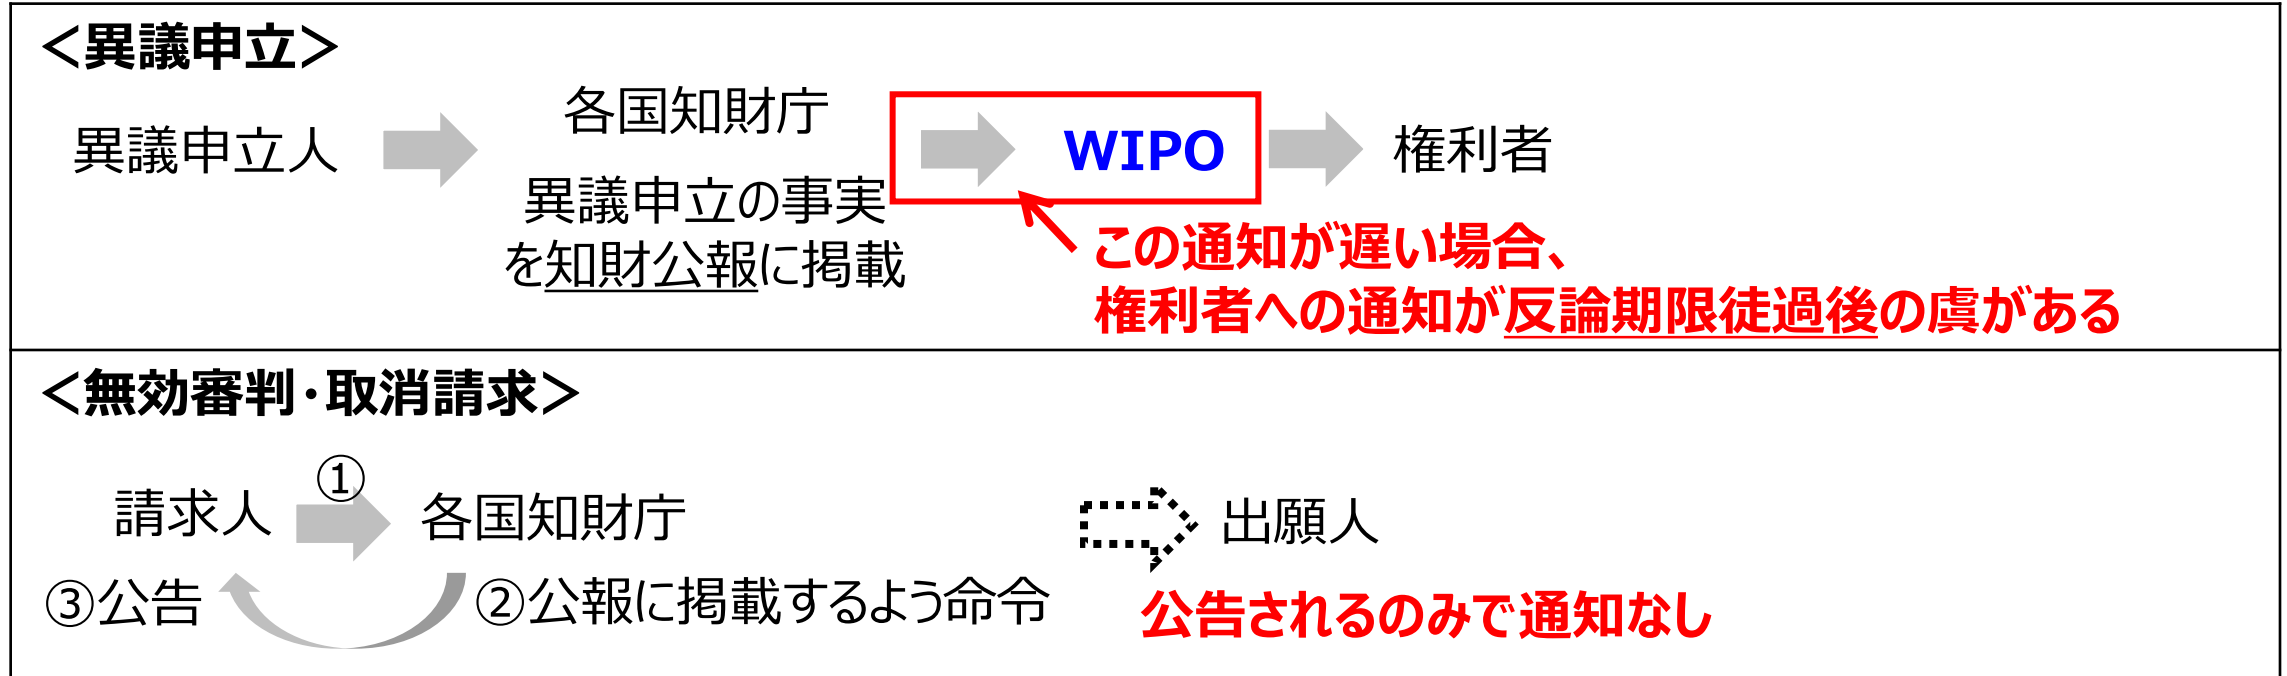 ＜異議申立＞
異議申立人
各国知財庁
異議申立の事実
を知財公報に掲載
WIPO
権利者
この通知が遅い場合、
権利者への通知が反論期限徒過後の虞がある
＜無効審判・取消請求＞
請求人
①
各国知財庁
出願人
③公告
②公報に掲載するよう命令
公告されるのみで通知なし